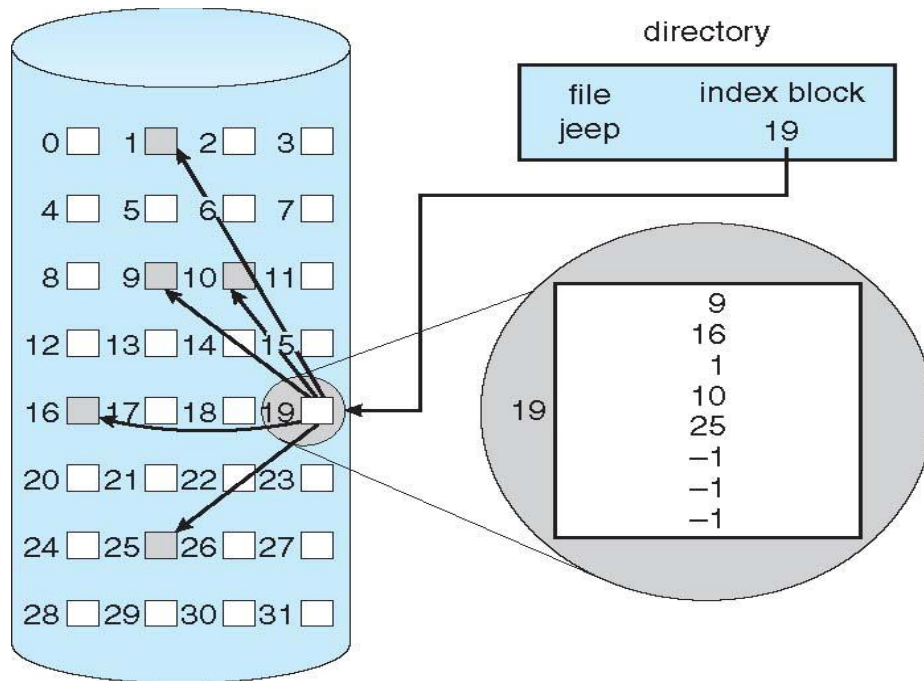 directory
file index block
jeep 19
0 1 2 3
4 5 6 7
8 9 10 11
12 13 14 15
16 17 18 19
20 21 22 23
24 25 26 27
28 29 30 31
19
9
16
1
10
25
–1
–1
–1